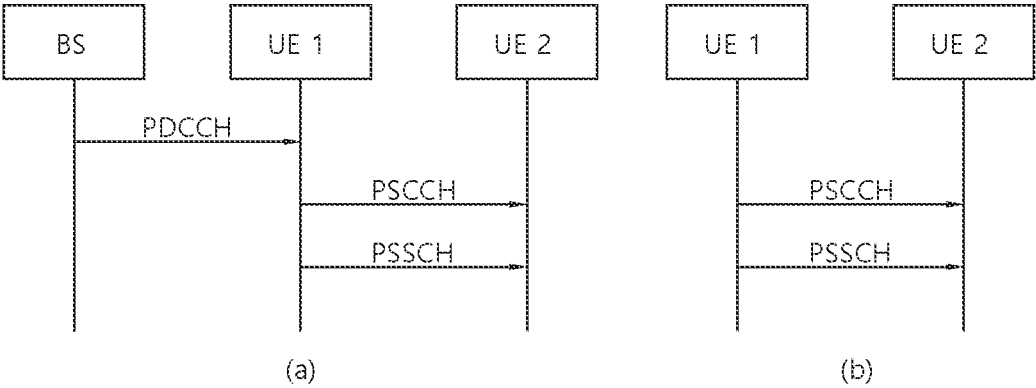 BS
UE 1
UE 2
UE 1
UE 2
PDCCH
PSCCH
PSCCH
PSSCH
PSSCH
(a)
(b)